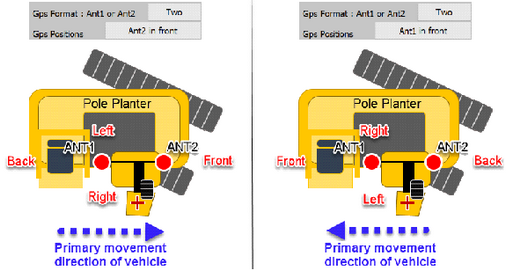 Gps Format : Ant1 or Ant2 Two
Gps Positions Ant2 in front
Pole Planter
Left
ANT1 ANT2
Back Front
Right
Primary movement
direction of vehicle
Gps Format : Ant1 or Ant2 Two
Gps Positions Ant1 in front
Pole Planter
Right
ANT1 ANT2
Front Back
Left
Primary movement
direction of vehicle